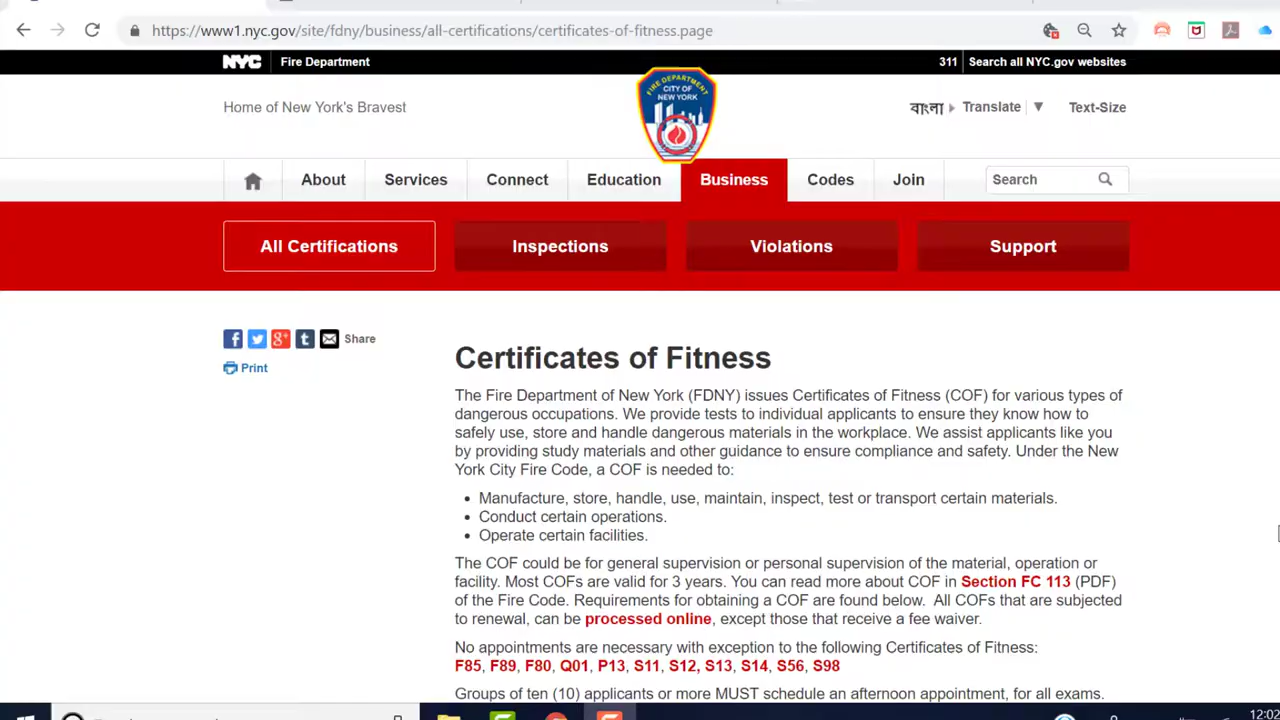 https://www1.nyc.gov/site/fdny/business/all-certifications/certificates-of-fitness.page
NYC Fire Department 311 Search all NYC.gov websites
Home of New York's Bravest
FIRE DEPARTMENT
CITY OF
NEW YORK
বাংলা Translate ▼ Text-Size
About Services Connect Education Business Codes Join Search
All Certifications Inspections Violations Support
Share
Print
Certificates of Fitness
The Fire Department of New York (FDNY) issues Certificates of Fitness (COF) for various types of
dangerous occupations. We provide tests to individual applicants to ensure they know how to
safely use, store and handle dangerous materials in the workplace. We assist applicants like you
by providing study materials and other guidance to ensure compliance and safety. Under the New
York City Fire Code, a COF is needed to:
• Manufacture, store, handle, use, maintain, inspect, test or transport certain materials.
• Conduct certain operations.
• Operate certain facilities.
The COF could be for general supervision or personal supervision of the material, operation or
facility. Most COFs are valid for 3 years. You can read more about COF in Section FC 113 (PDF)
of the Fire Code. Requirements for obtaining a COF are found below. All COFs that are subjected
to renewal, can be processed online, except those that receive a fee waiver.
No appointments are necessary with exception to the following Certificates of Fitness:
F85, F89, F80, Q01, P13, S11, S12, S13, S14, S56, S98
Groups of ten (10) applicants or more MUST schedule an afternoon appointment, for all exams.
12:02